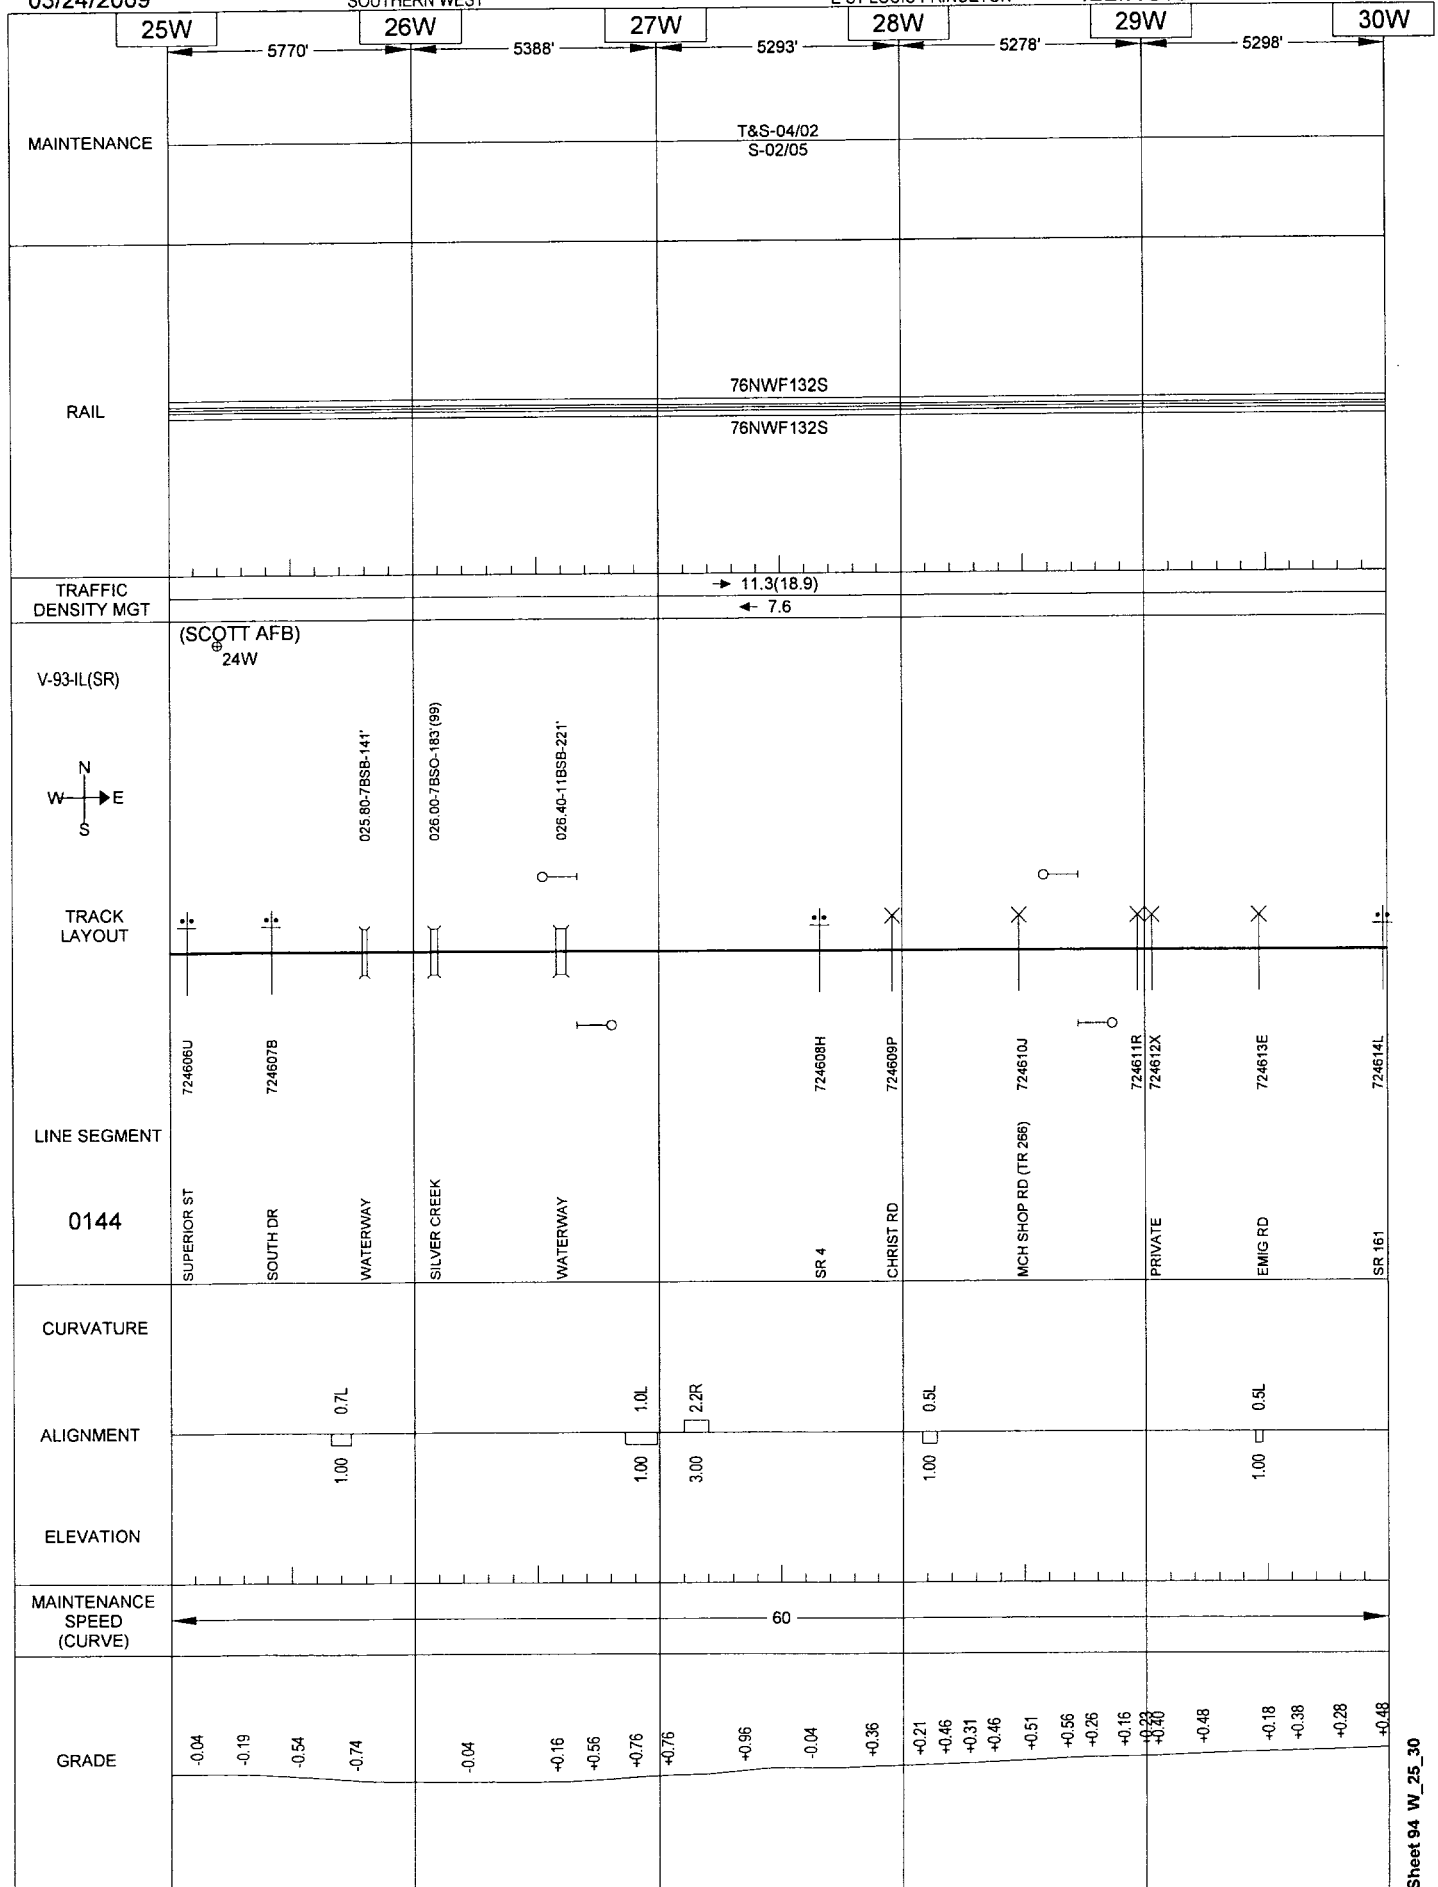 03/24/2009
SOUTHERN WEST
25W 26W 27W 28W 29W 30W
5770' 5388' 5293' 5278' 5298'
MAINTENANCE
T&S-04/02
S-02/05
RAIL
76NWF132S
76NWF132S
TRAFFIC
DENSITY MGT
→ 11.3(18.9)
← 7.6
(SCOTT AFB)
24W
V-93-IL(SR)
N
W E
S
025.80-7BSB-141'
026.00-7BSO-183'(99)
026.40-11BSB-221'
TRACK
LAYOUT
724606U
724607B
724608H
724609P
724610J
724611R
724612X
724613E
724614L
LINE SEGMENT
0144
SUPERIOR ST
SOUTH DR
WATERWAY
SILVER CREEK
WATERWAY
SR 4
CHRIST RD
MCH SHOP RD (TR 266)
PRIVATE
EMIG RD
SR 161
CURVATURE
0.7L 1.0L 2.2R 0.5L 0.5L
ALIGNMENT
1.00 1.00 3.00 1.00 1.00
ELEVATION
MAINTENANCE
SPEED
(CURVE)
60
GRADE
-0.04 -0.19 -0.54 -0.74 -0.04 +0.16 +0.56 +0.76 +0.76 +0.96 -0.04 +0.36 +0.21 +0.46 +0.31 +0.46 +0.51 +0.56 +0.26 +0.16 +0.40 +0.48 +0.18 +0.38 +0.28 +0.48
Sheet 94 W_25_30